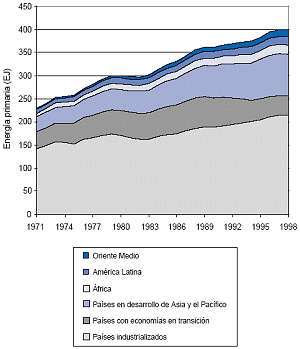 Energía primaria (EJ)
450
400
350
300
250
200
150
100
50
0
1971 1974 1977 1980 1983 1986 1989 1992 1995 1998
Oriente Medio
América Latina
África
Países en desarrollo de Asia y el Pacífico
Países con economías en transición
Países industrializados